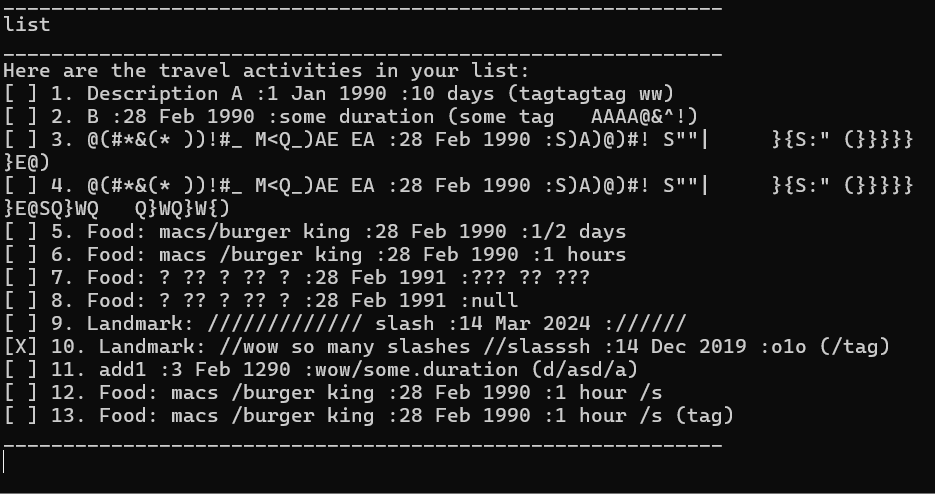 ____________________________________________________________
list
____________________________________________________________
Here are the travel activities in your list:
[ ] 1. Description A :1 Jan 1990 :10 days (tagtagtag ww)
[ ] 2. B :28 Feb 1990 :some duration (some tag   AAAA@&^!)
[ ] 3. @(#*&(* ))!#_ M<Q_)AE EA :28 Feb 1990 :S)A)@)#! S""|     }{S:" (}}}}}
}E@)
[ ] 4. @(#*&(* ))!#_ M<Q_)AE EA :28 Feb 1990 :S)A)@)#! S""|     }{S:" (}}}}}
}E@SQ}WQ   Q}WQ}W{)
[ ] 5. Food: macs/burger king :28 Feb 1990 :1/2 days
[ ] 6. Food: macs /burger king :28 Feb 1990 :1 hours
[ ] 7. Food: ? ?? ? ?? ? :28 Feb 1991 :??? ?? ???
[ ] 8. Food: ? ?? ? ?? ? :28 Feb 1991 :null
[ ] 9. Landmark: ///////////// slash :14 Mar 2024 ://////
[X] 10. Landmark: //wow so many slashes //slasssh :14 Dec 2019 :o1o (/tag)
[ ] 11. add1 :3 Feb 1290 :wow/some.duration (d/asd/a)
[ ] 12. Food: macs /burger king :28 Feb 1990 :1 hour /s
[ ] 13. Food: macs /burger king :28 Feb 1990 :1 hour /s (tag)
____________________________________________________________